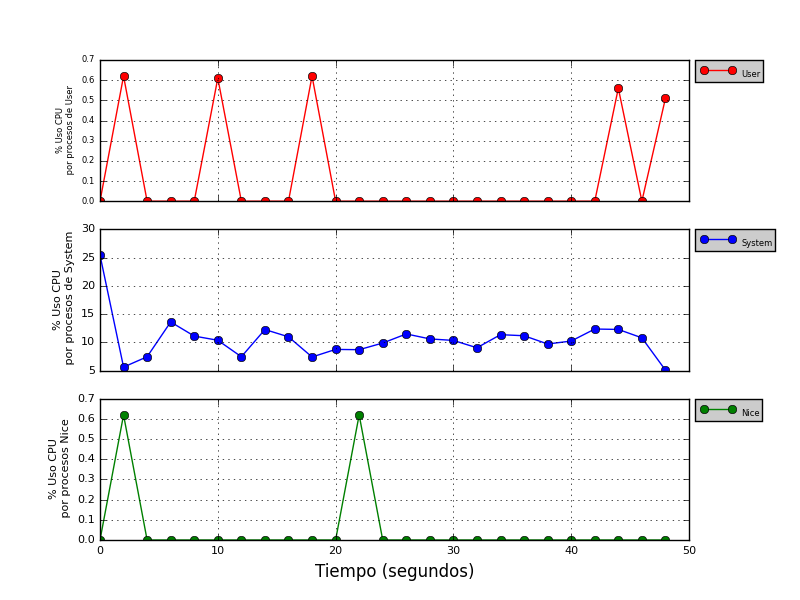 0.7
0.6
0.5
0.4
0.3
0.2
0.1
0.0
% Uso CPU
por procesos de User
User
30
25
20
15
10
5
% Uso CPU
por procesos de System
System
0.7
0.6
0.5
0.4
0.3
0.2
0.1
0.0
% Uso CPU
por procesos Nice
Nice
0 10 20 30 40 50
Tiempo (segundos)